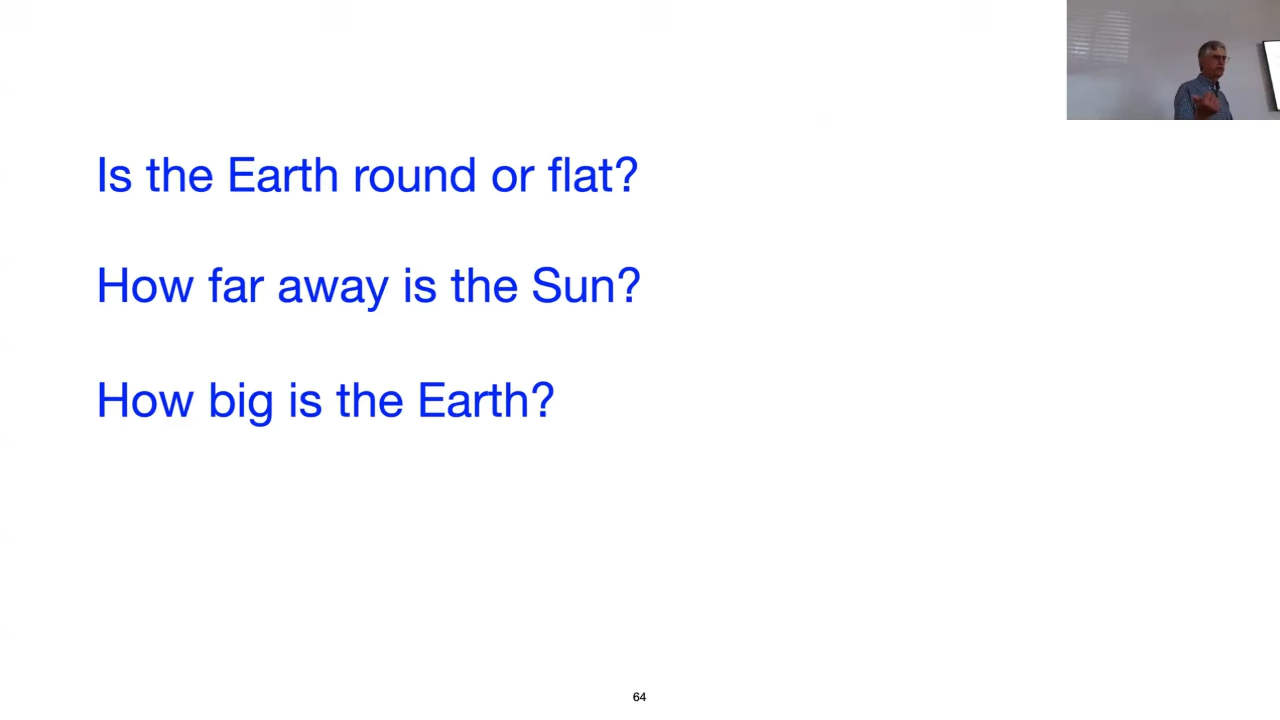 Is the Earth round or flat?
How far away is the Sun?
How big is the Earth?
64